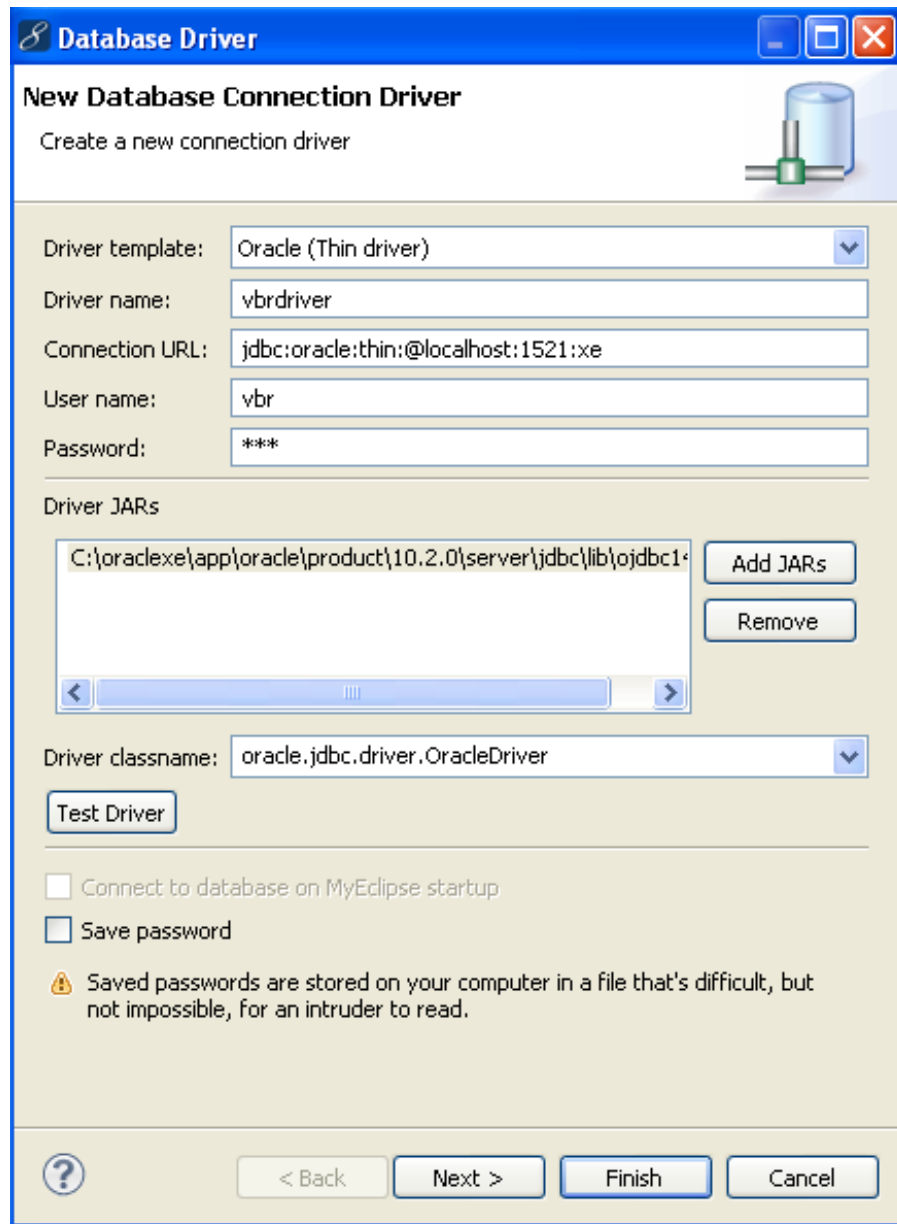 Database Driver
New Database Connection Driver
Create a new connection driver
Driver template: Oracle (Thin driver)
Driver name: vbrdriver
Connection URL: jdbc:oracle:thin:@localhost:1521:xe
User name: vbr
Password: ***
Driver JARs
C:\oraclexe\app\oracle\product\10.2.0\server\jdbc\lib\ojdbc14
Add JARs
Remove
Driver classname: oracle.jdbc.driver.OracleDriver
Test Driver
Connect to database on MyEclipse startup
Save password
Saved passwords are stored on your computer in a file that's difficult, but
not impossible, for an intruder to read.
< Back Next > Finish Cancel